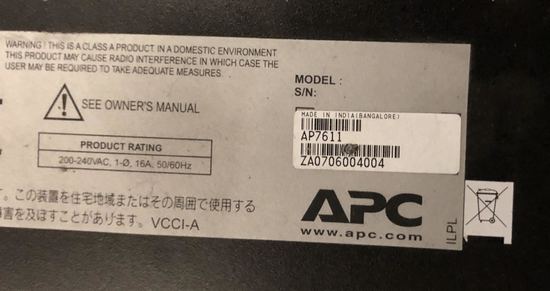 WARNING ! THIS IS A CLASS A PRODUCT. IN A DOMESTIC ENVIRONMENT
THIS PRODUCT MAY CAUSE RADIO INTERFERENCE IN WHICH CASE THE
USER MAY BE REQUIRED TO TAKE ADEQUATE MEASURES.
SEE OWNER'S MANUAL
PRODUCT RATING
200-240VAC, 1-Ø, 16A, 50/60Hz
す。この装置を住宅地域またはその周囲で使用する
障害を及ぼすことがあります。 VCCI-A
MODEL :
S/N:
MADE IN INDIA(BANGALORE)
AP7611
ZA0706004004
APC
www.apc.com
ILPL